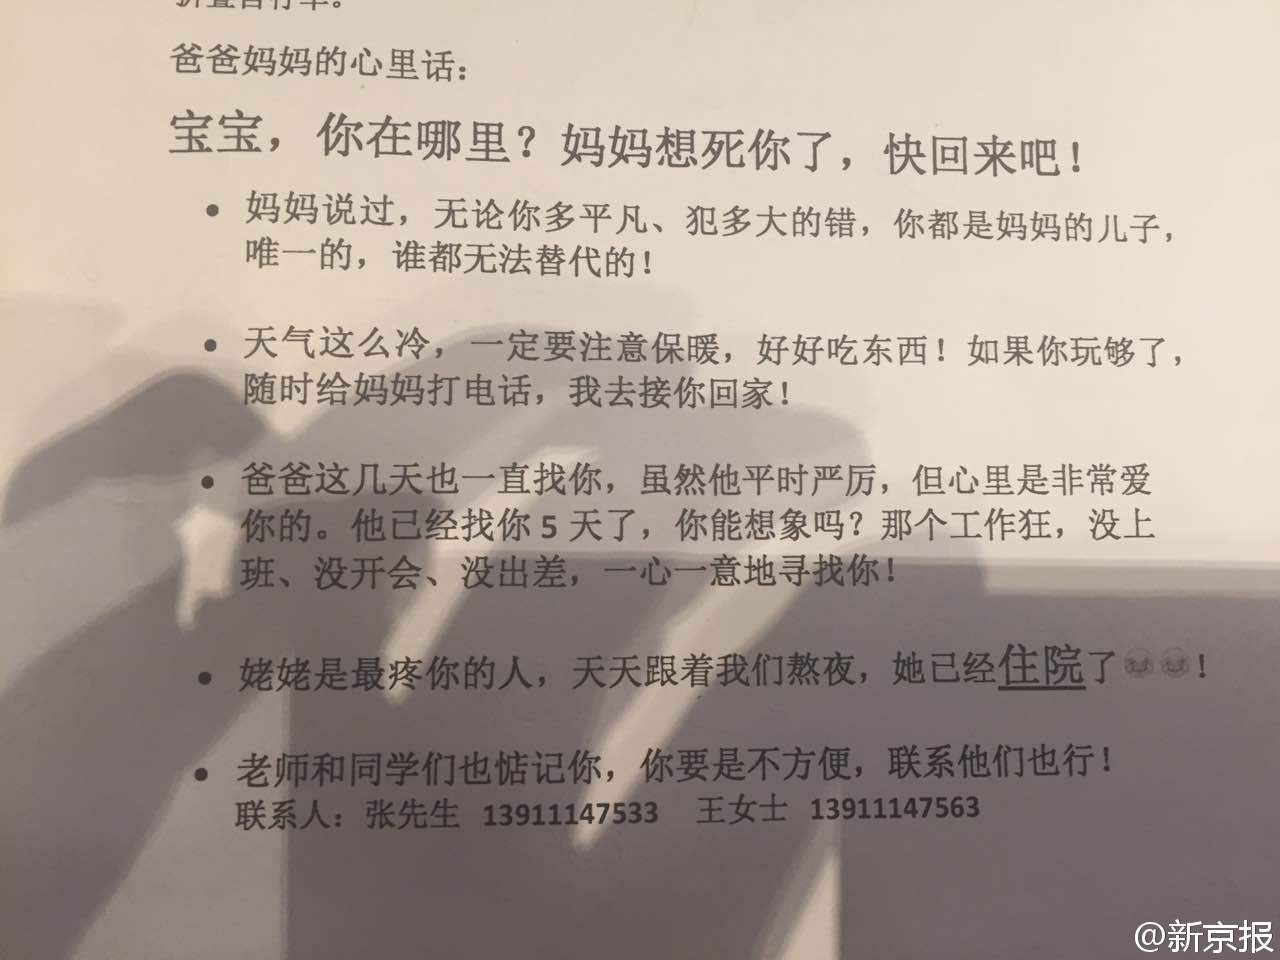 折叠自行车。
爸爸妈妈的心里话：
宝宝，你在哪里？妈妈想死你了，快回来吧！
• 妈妈说过，无论你多平凡、犯多大的错，你都是妈妈的儿子，
唯一的，谁都无法替代的！
• 天气这么冷，一定要注意保暖，好好吃东西！如果你玩够了，
随时给妈妈打电话，我去接你回家！
• 爸爸这几天也一直找你，虽然他平时严厉，但心里是非常爱
你的。他已经找你 5 天了，你能想象吗？那个工作狂，没上
班、没开会、没出差，一心一意地寻找你！
• 姥姥是最疼你的人，天天跟着我们熬夜，她已经住院了！
• 老师和同学们也惦记你，你要是不方便，联系他们也行！
联系人：张先生 13911147533 王女士 13911147563
@新京报